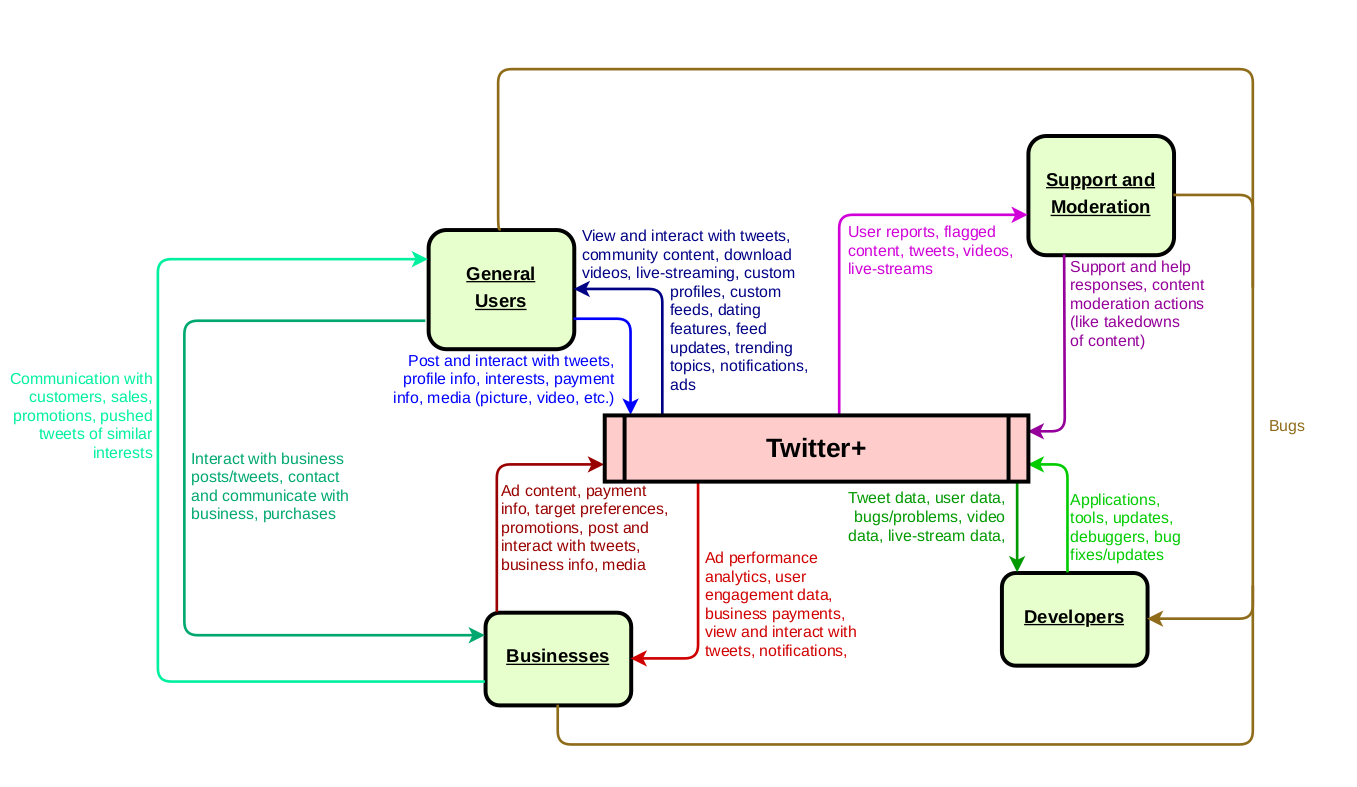 Support and
Moderation
View and interact with tweets,
community content, download
videos, live-streaming, custom
profiles, custom
feeds, dating
features, feed
updates, trending
topics, notifications,
ads
User reports, flagged
content, tweets, videos,
live-streams
General
Users
Support and help
responses, content
moderation actions
(like takedowns
of content)
Post and interact with tweets,
profile info, interests, payment
info, media (picture, video, etc.)
Communication with
customers, sales,
promotions, pushed
tweets of similar
interests
Bugs
Twitter+
Interact with business
posts/tweets, contact
and communicate with
business, purchases
Ad content, payment
info, target preferences,
promotions, post and
interact with tweets,
business info, media
Tweet data, user data,
bugs/problems, video
data, live-stream data,
Applications,
tools, updates,
debuggers, bug
fixes/updates
Ad performance
analytics, user
engagement data,
business payments,
view and interact with
tweets, notifications,
Developers
Businesses